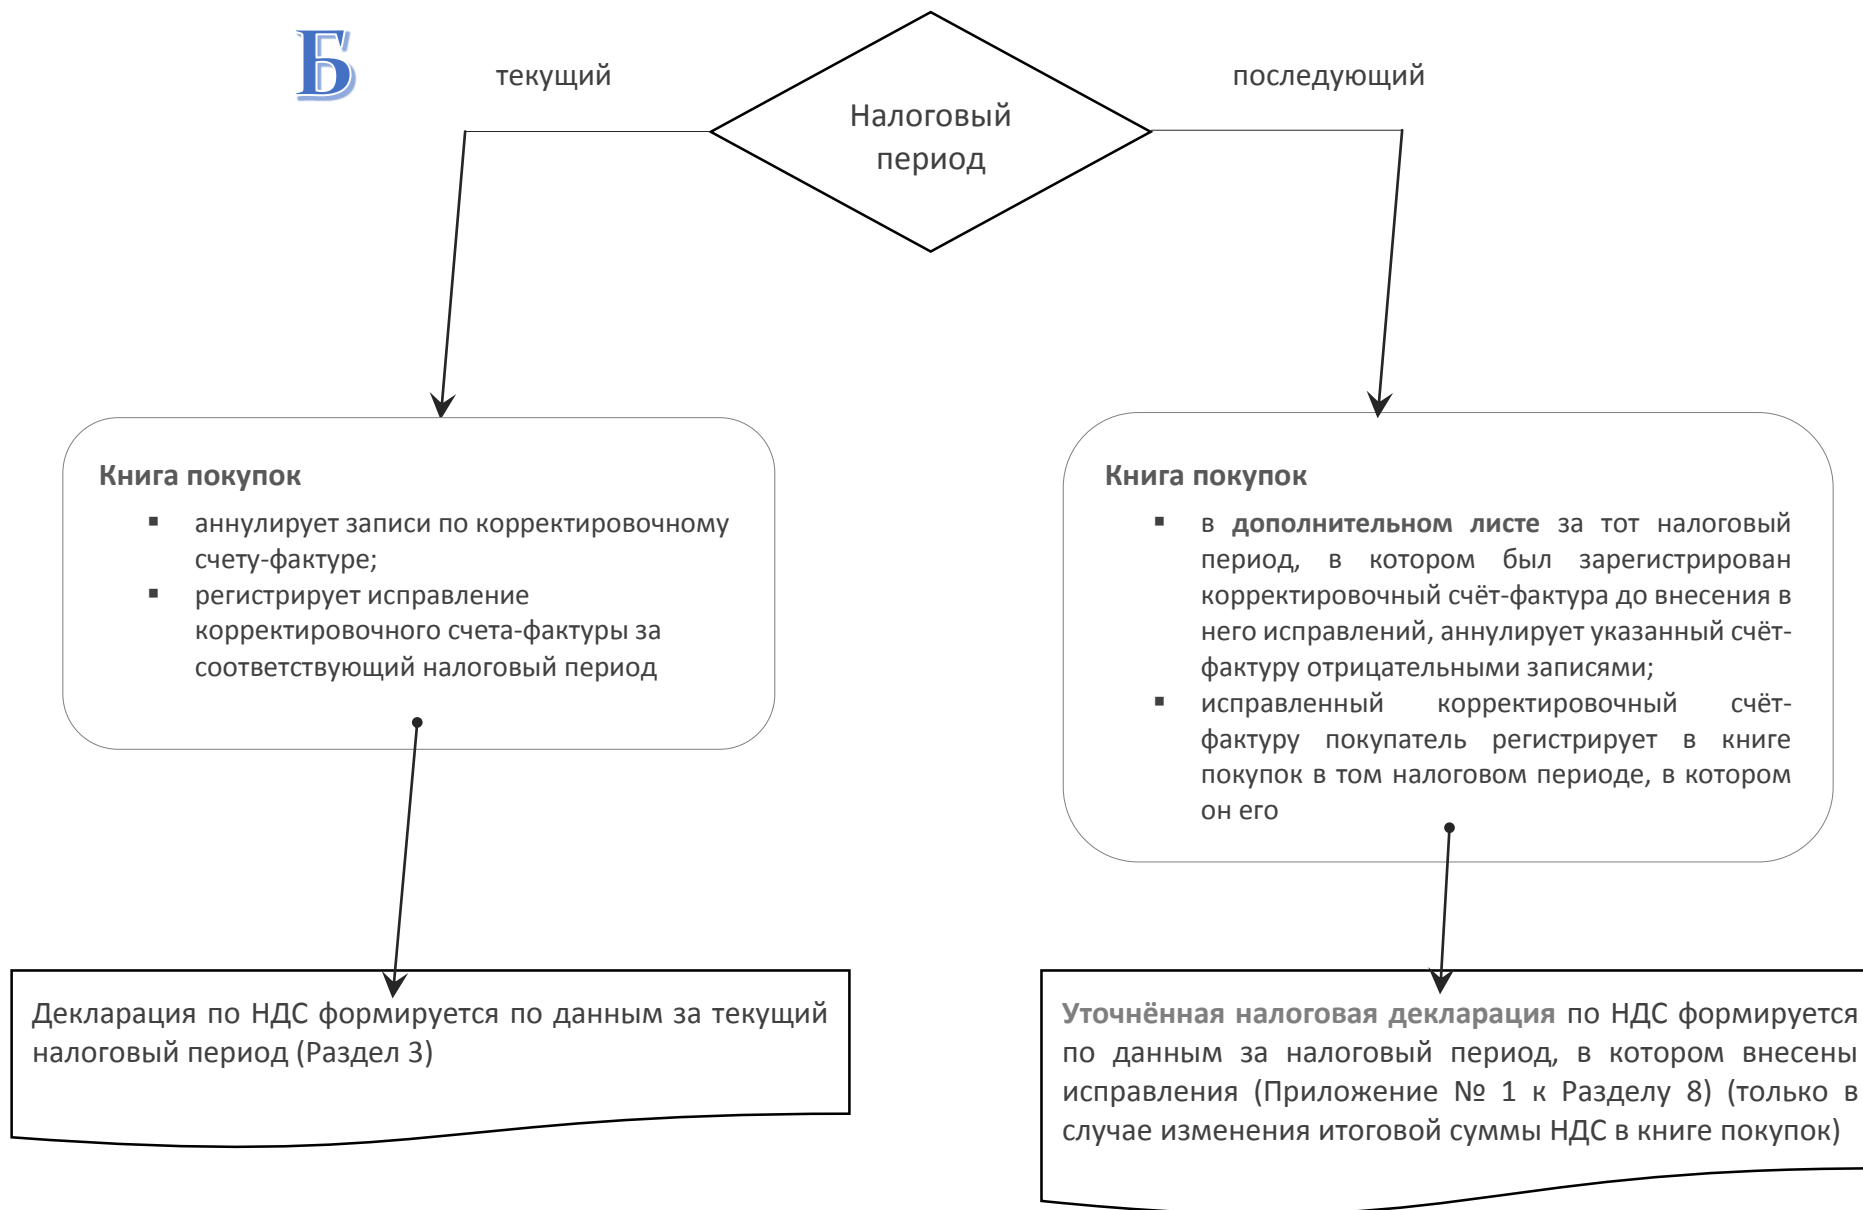 Б
текущий
последующий
Налоговый
период
Книга покупок
▪ аннулирует записи по корректировочному
счету-фактуре;
▪ регистрирует исправление
корректировочного счета-фактуры за
соответствующий налоговый период
Книга покупок
▪ в дополнительном листе за тот налоговый
период, в котором был зарегистрирован
корректировочный счёт-фактура до внесения в
него исправлений, аннулирует указанный счёт-
фактуру отрицательными записями;
▪ исправленный корректировочный счёт-
фактуру покупатель регистрирует в книге
покупок в том налоговом периоде, в котором
он его
Декларация по НДС формируется по данным за текущий
налоговый период (Раздел 3)
Уточнённая налоговая декларация по НДС формируется
по данным за налоговый период, в котором внесены
исправления (Приложение № 1 к Разделу 8) (только в
случае изменения итоговой суммы НДС в книге покупок)